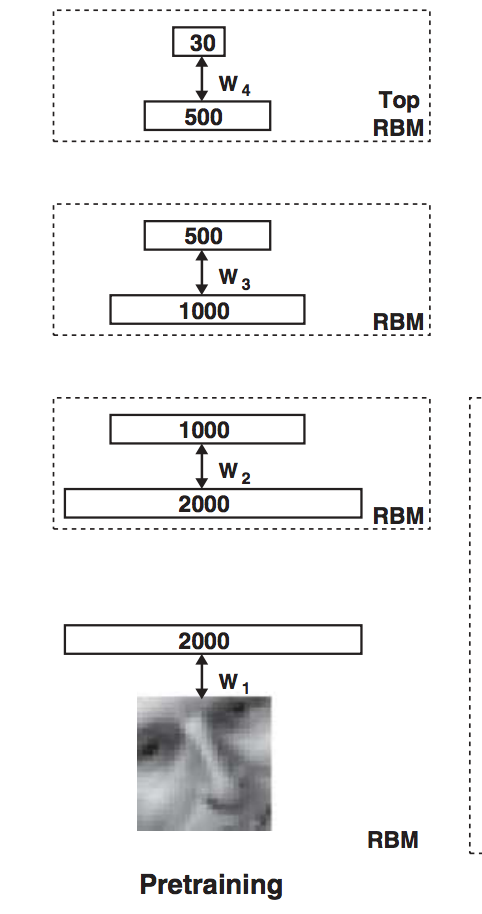 30
W 4
500
Top
RBM
500
W 3
1000
RBM
1000
W 2
2000
RBM
2000
W 1
RBM
Pretraining